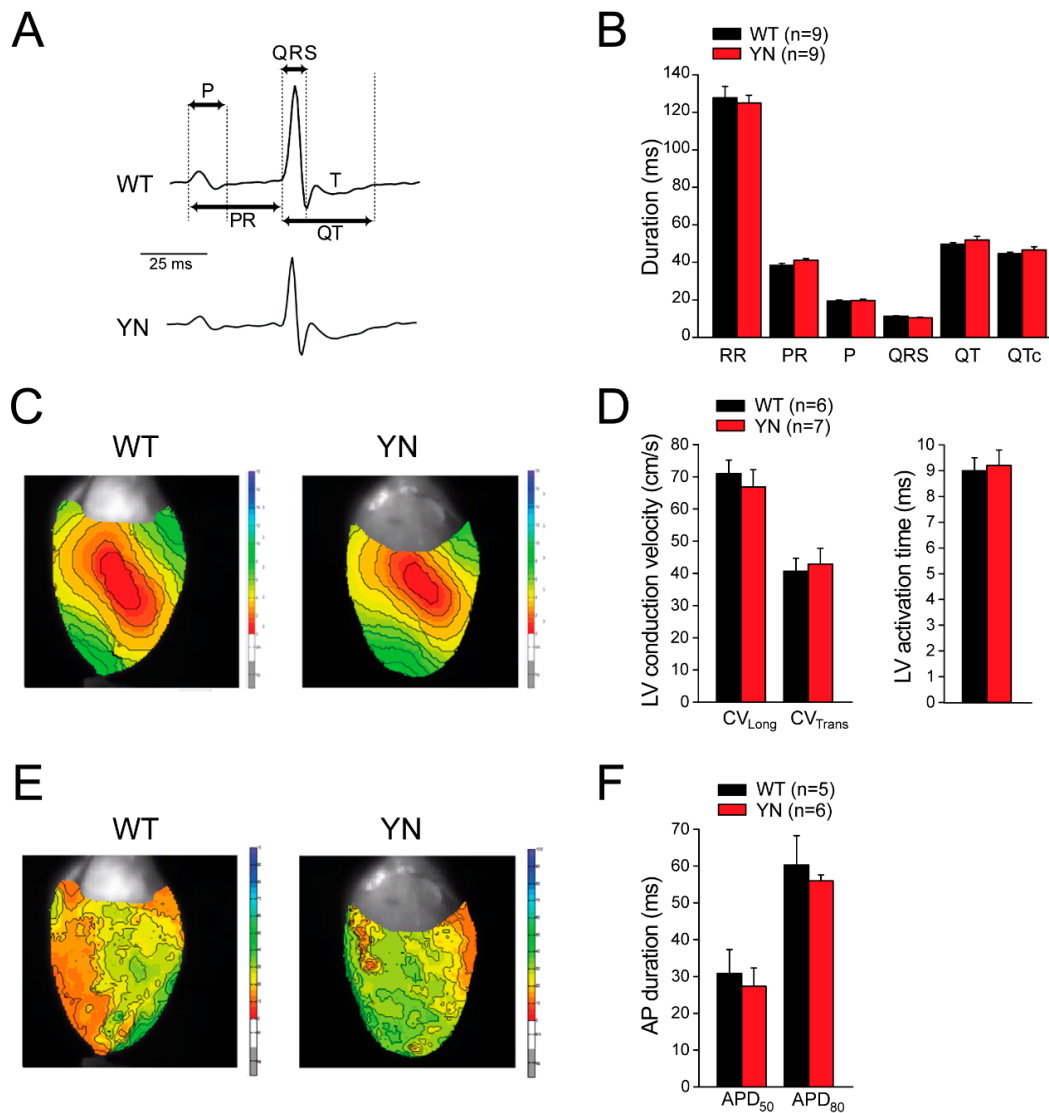 A
QRS
P
WT
T
PR
QT
25 ms
YN
B
WT (n=9)
YN (n=9)
Duration (ms)
140
120
100
80
60
40
20
0
RR PR P QRS QT QTc
C
WT YN
D
WT (n=6)
YN (n=7)
LV conduction velocity (cm/s)
80
70
60
50
40
30
20
10
0
CVLong CVTrans
LV activation time (ms)
10
9
8
7
6
5
4
3
2
1
0
E
WT YN
F
WT (n=5)
YN (n=6)
AP duration (ms)
70
60
50
40
30
20
10
0
APD50 APD80